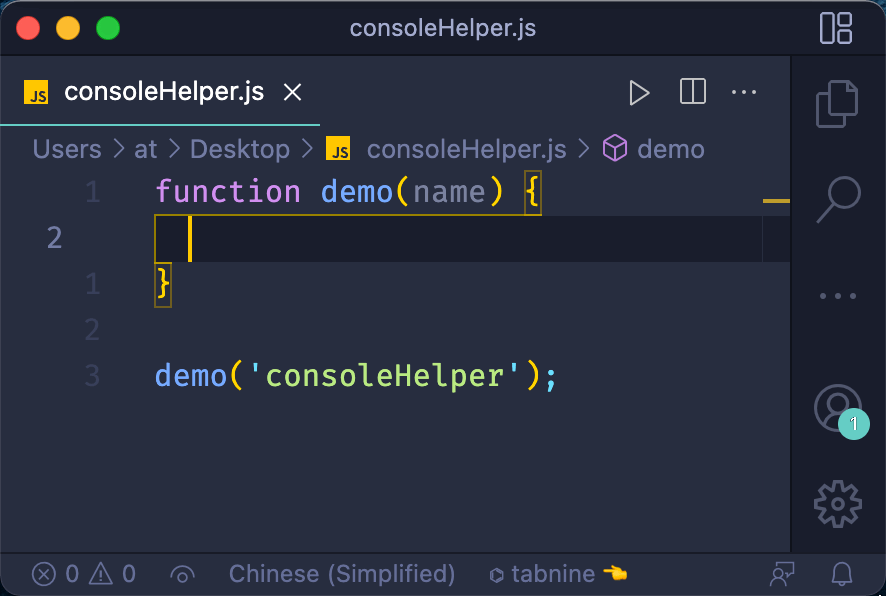 consoleHelper.js
JS consoleHelper.js
Users > at > Desktop > JS consoleHelper.js > demo
1 function demo(name) {
2
1 }
2
3 demo('consoleHelper');
1
0 0 Chinese (Simplified) tabnine